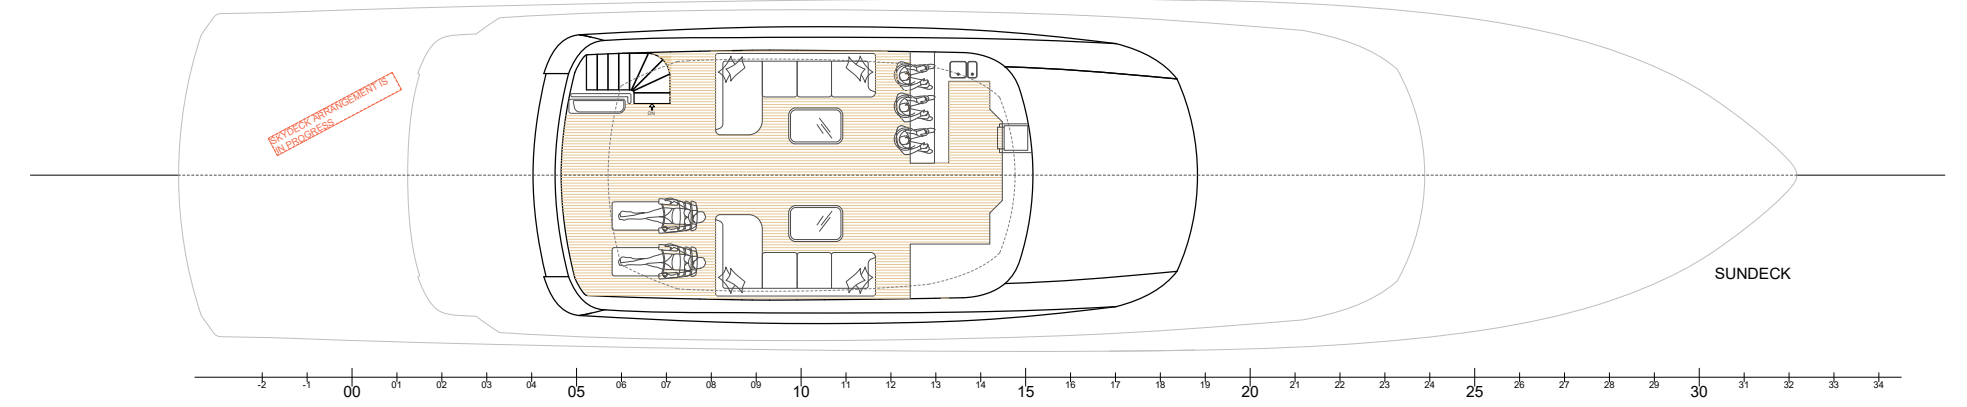 SKYDECK ARRANGEMENT IS
IN PROGRESS
DN
SUNDECK
-2 -1 00 01 02 03 04 05 06 07 08 09 10 11 12 13 14 15 16 17 18 19 20 21 22 23 24 25 26 27 28 29 30 31 32 33 34